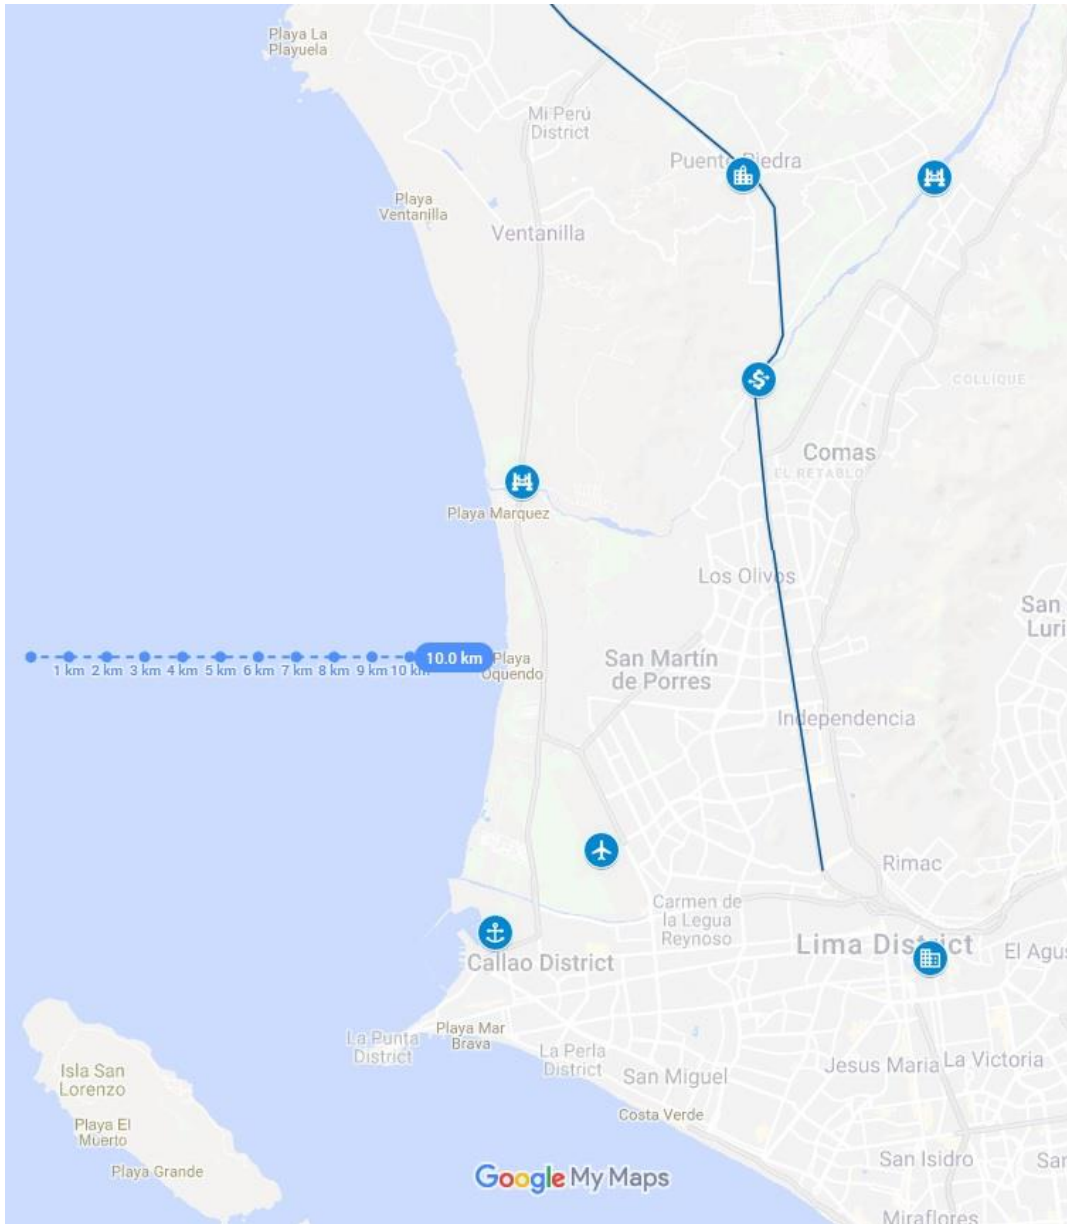 Playa La
Playuela
Mi Perú
District
Puente Piedra
Playa
Ventanilla
Ventanilla
COLLIQUE
Comas
EL RETABLO
Playa Marquez
Los Olivos
San
Luri
10.0 km
1 km 2 km 3 km 4 km 5 km 6 km 7 km 8 km 9 km 10 km
Playa
Oquendo
San Martín
de Porres
Independencia
Rimac
Carmen de
la Legua
Reynoso
Lima District
El Agus
Callao District
La Punta
District
Playa Mar
Brava
La Perla
District
Jesus Maria
La Victoria
Isla San
Lorenzo
San Miguel
Costa Verde
Playa El
Muerto
Playa Grande
San Isidro
Sar
Google My Maps
Miraflores